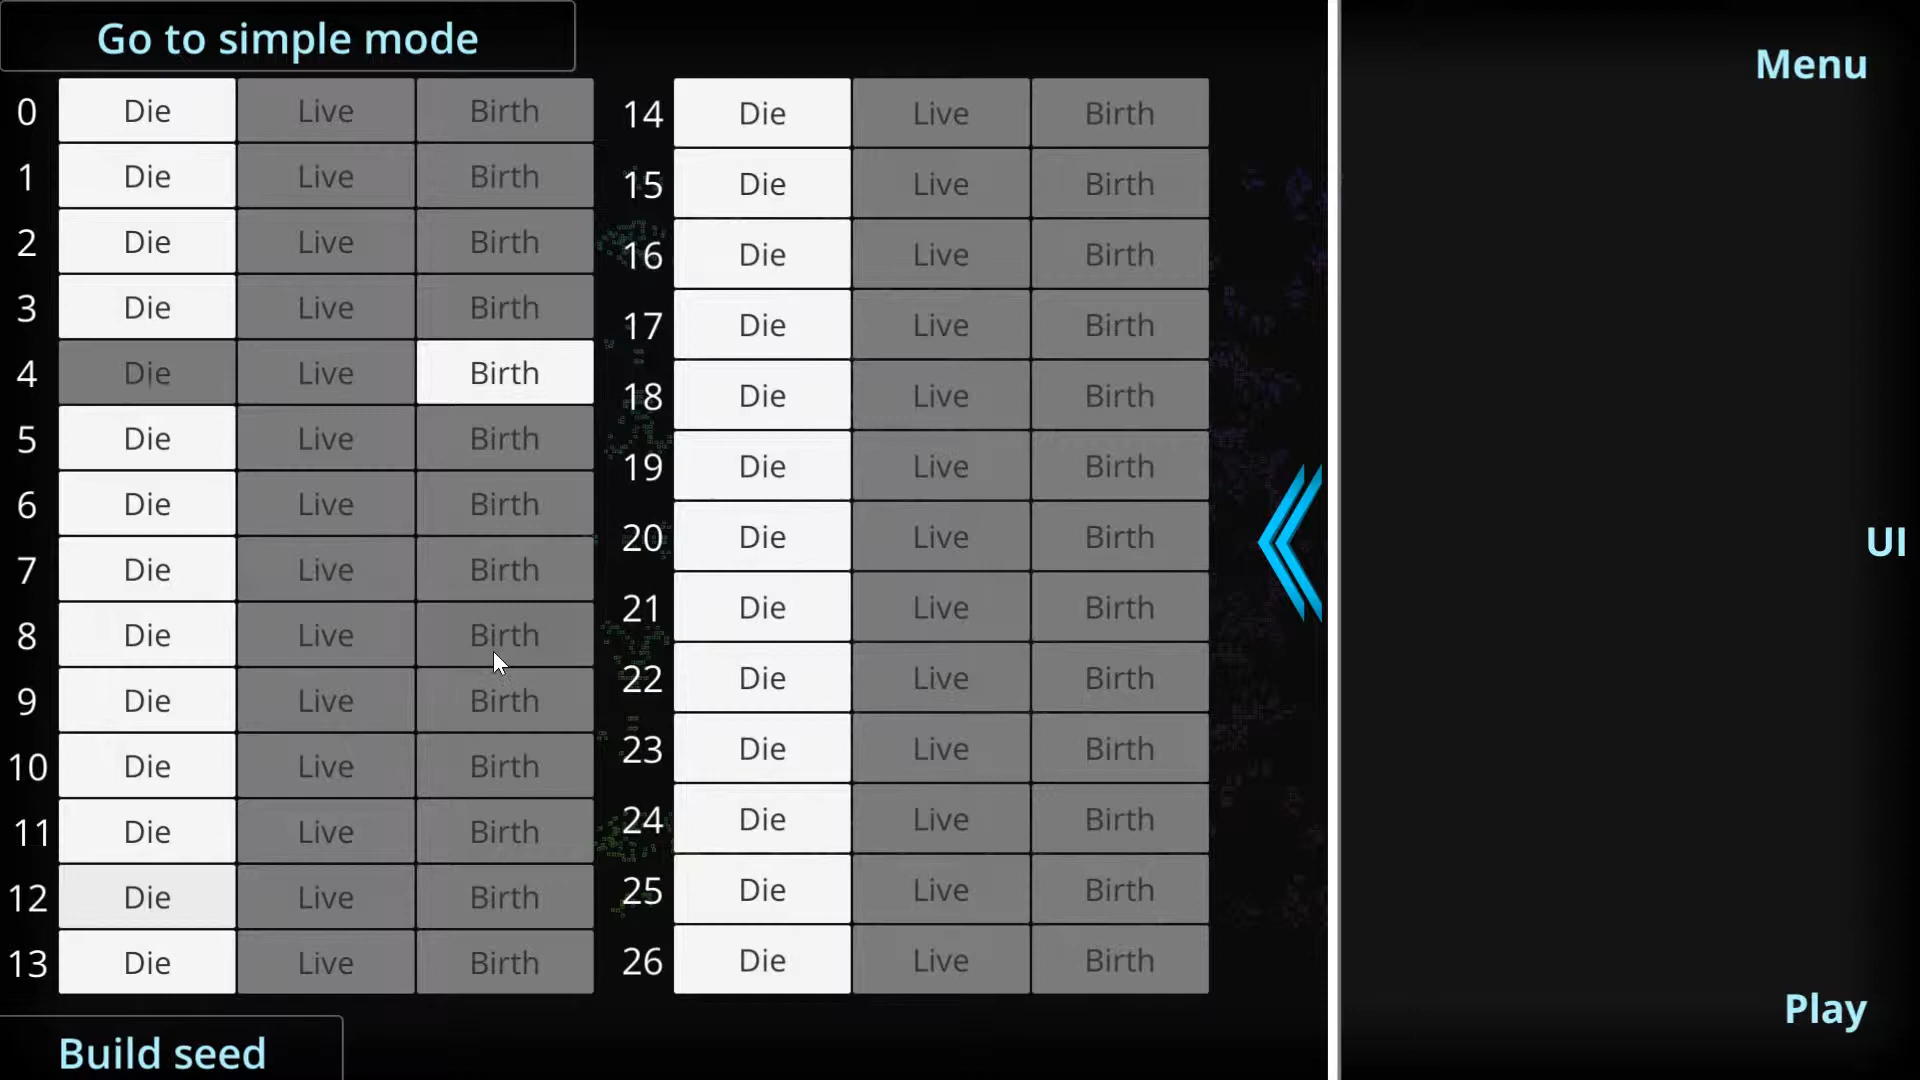 Go to simple mode
Menu
0 Die Live Birth
1 Die Live Birth
2 Die Live Birth
3 Die Live Birth
4 Die Live Birth
5 Die Live Birth
6 Die Live Birth
7 Die Live Birth
8 Die Live Birth
9 Die Live Birth
10 Die Live Birth
11 Die Live Birth
12 Die Live Birth
13 Die Live Birth
14 Die Live Birth
15 Die Live Birth
16 Die Live Birth
17 Die Live Birth
18 Die Live Birth
19 Die Live Birth
20 Die Live Birth
21 Die Live Birth
22 Die Live Birth
23 Die Live Birth
24 Die Live Birth
25 Die Live Birth
26 Die Live Birth
UI
Play
Build seed